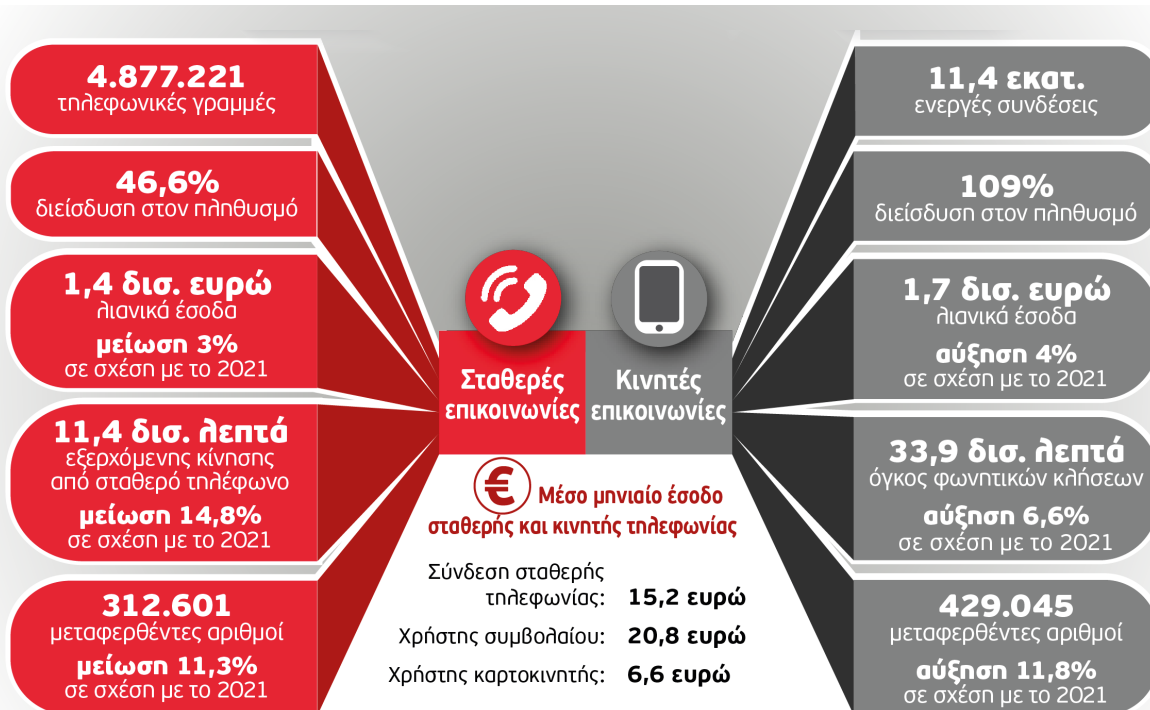 4.877.221
τηλεφωνικές γραμμές
46,6%
διείσδυση στον πληθυσμό
1,4 δισ. ευρώ
λιανικά έσοδα
μείωση 3%
σε σχέση με το 2021
11,4 δισ. λεπτά
εξερχόμενης κίνησης
από σταθερό τηλέφωνο
μείωση 14,8%
σε σχέση με το 2021
312.601
μεταφερθέντες αριθμοί
μείωση 11,3%
σε σχέση με το 2021
Σταθερές
επικοινωνίες
Κινητές
επικοινωνίες
€ Μέσο μηνιαίο έσοδο
σταθερής και κινητής τηλεφωνίας
Σύνδεση σταθερής
τηλεφωνίας: 15,2 ευρώ
Χρήστης συμβολαίου: 20,8 ευρώ
Χρήστης καρτοκινητής: 6,6 ευρώ
11,4 εκατ.
ενεργές συνδέσεις
109%
διείσδυση στον πληθυσμό
1,7 δισ. ευρώ
λιανικά έσοδα
αύξηση 4%
σε σχέση με το 2021
33,9 δισ. λεπτά
όγκος φωνητικών κλήσεων
αύξηση 6,6%
σε σχέση με το 2021
429.045
μεταφερθέντες αριθμοί
αύξηση 11,8%
σε σχέση με το 2021